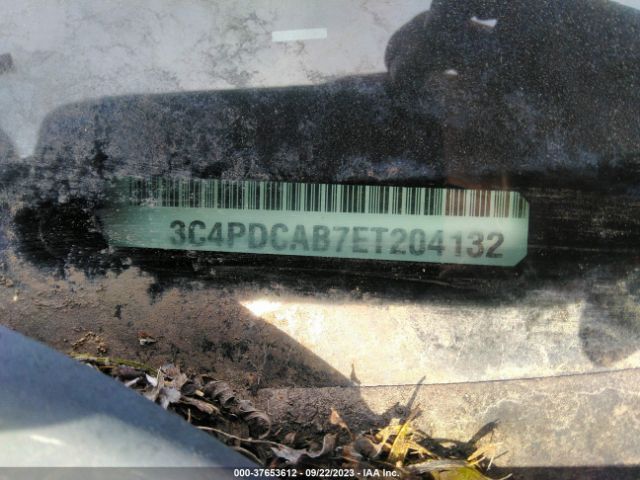 3C4PDCAB7ET204132
000-37653612 - 09/22/2023 - IAA Inc.